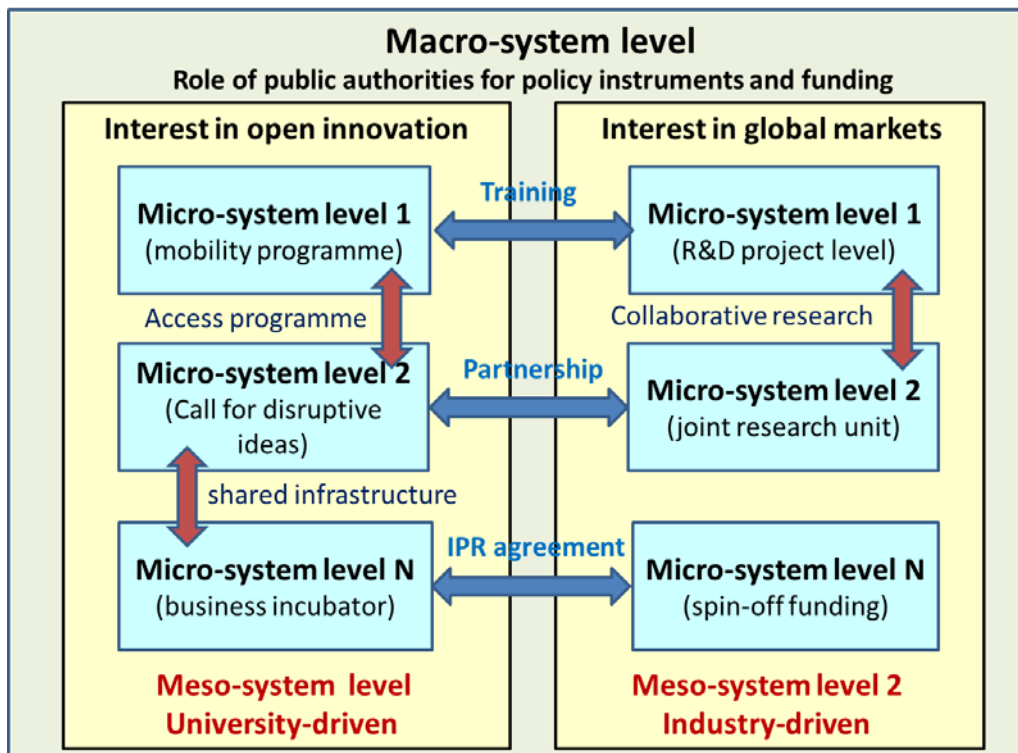 Macro-system level
Role of public authorities for policy instruments and funding
Interest in open innovation
Interest in global markets
Micro-system level 1
(mobility programme)
Training
Micro-system level 1
(R&D project level)
Access programme
Collaborative research
Micro-system level 2
(Call for disruptive
ideas)
Partnership
Micro-system level 2
(joint research unit)
shared infrastructure
Micro-system level N
(business incubator)
IPR agreement
Micro-system level N
(spin-off funding)
Meso-system level
University-driven
Meso-system level 2
Industry-driven